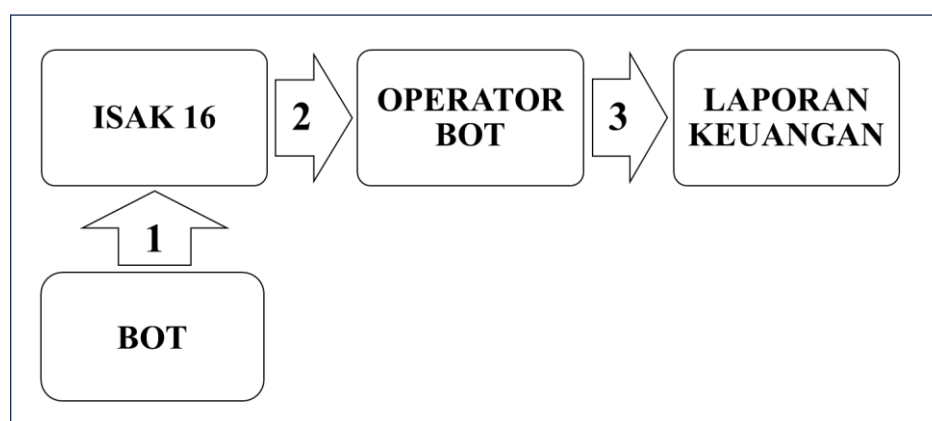 ISAK 16
2
OPERATOR
BOT
3
LAPORAN
KEUANGAN
1
BOT